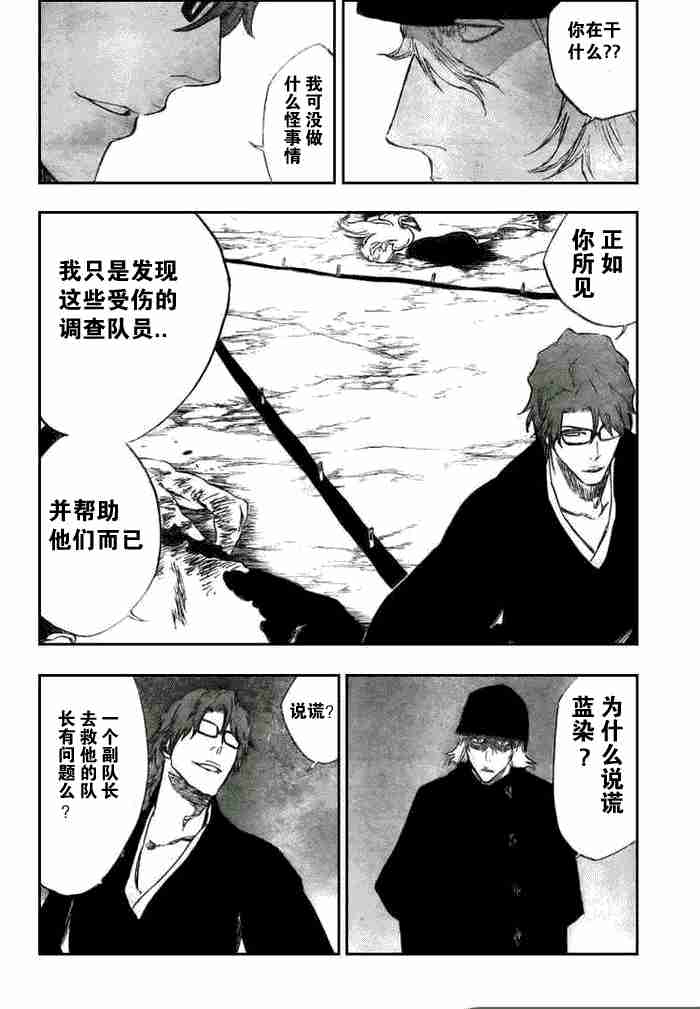 你在干
什么??
我可没做
什么怪事情
正如
你所见
我只是发现
这些受伤的
调查队员..
并帮助
他们而已
为什么说谎
蓝染？
说谎?
一个副队长
去救他的队
长有问题么
?